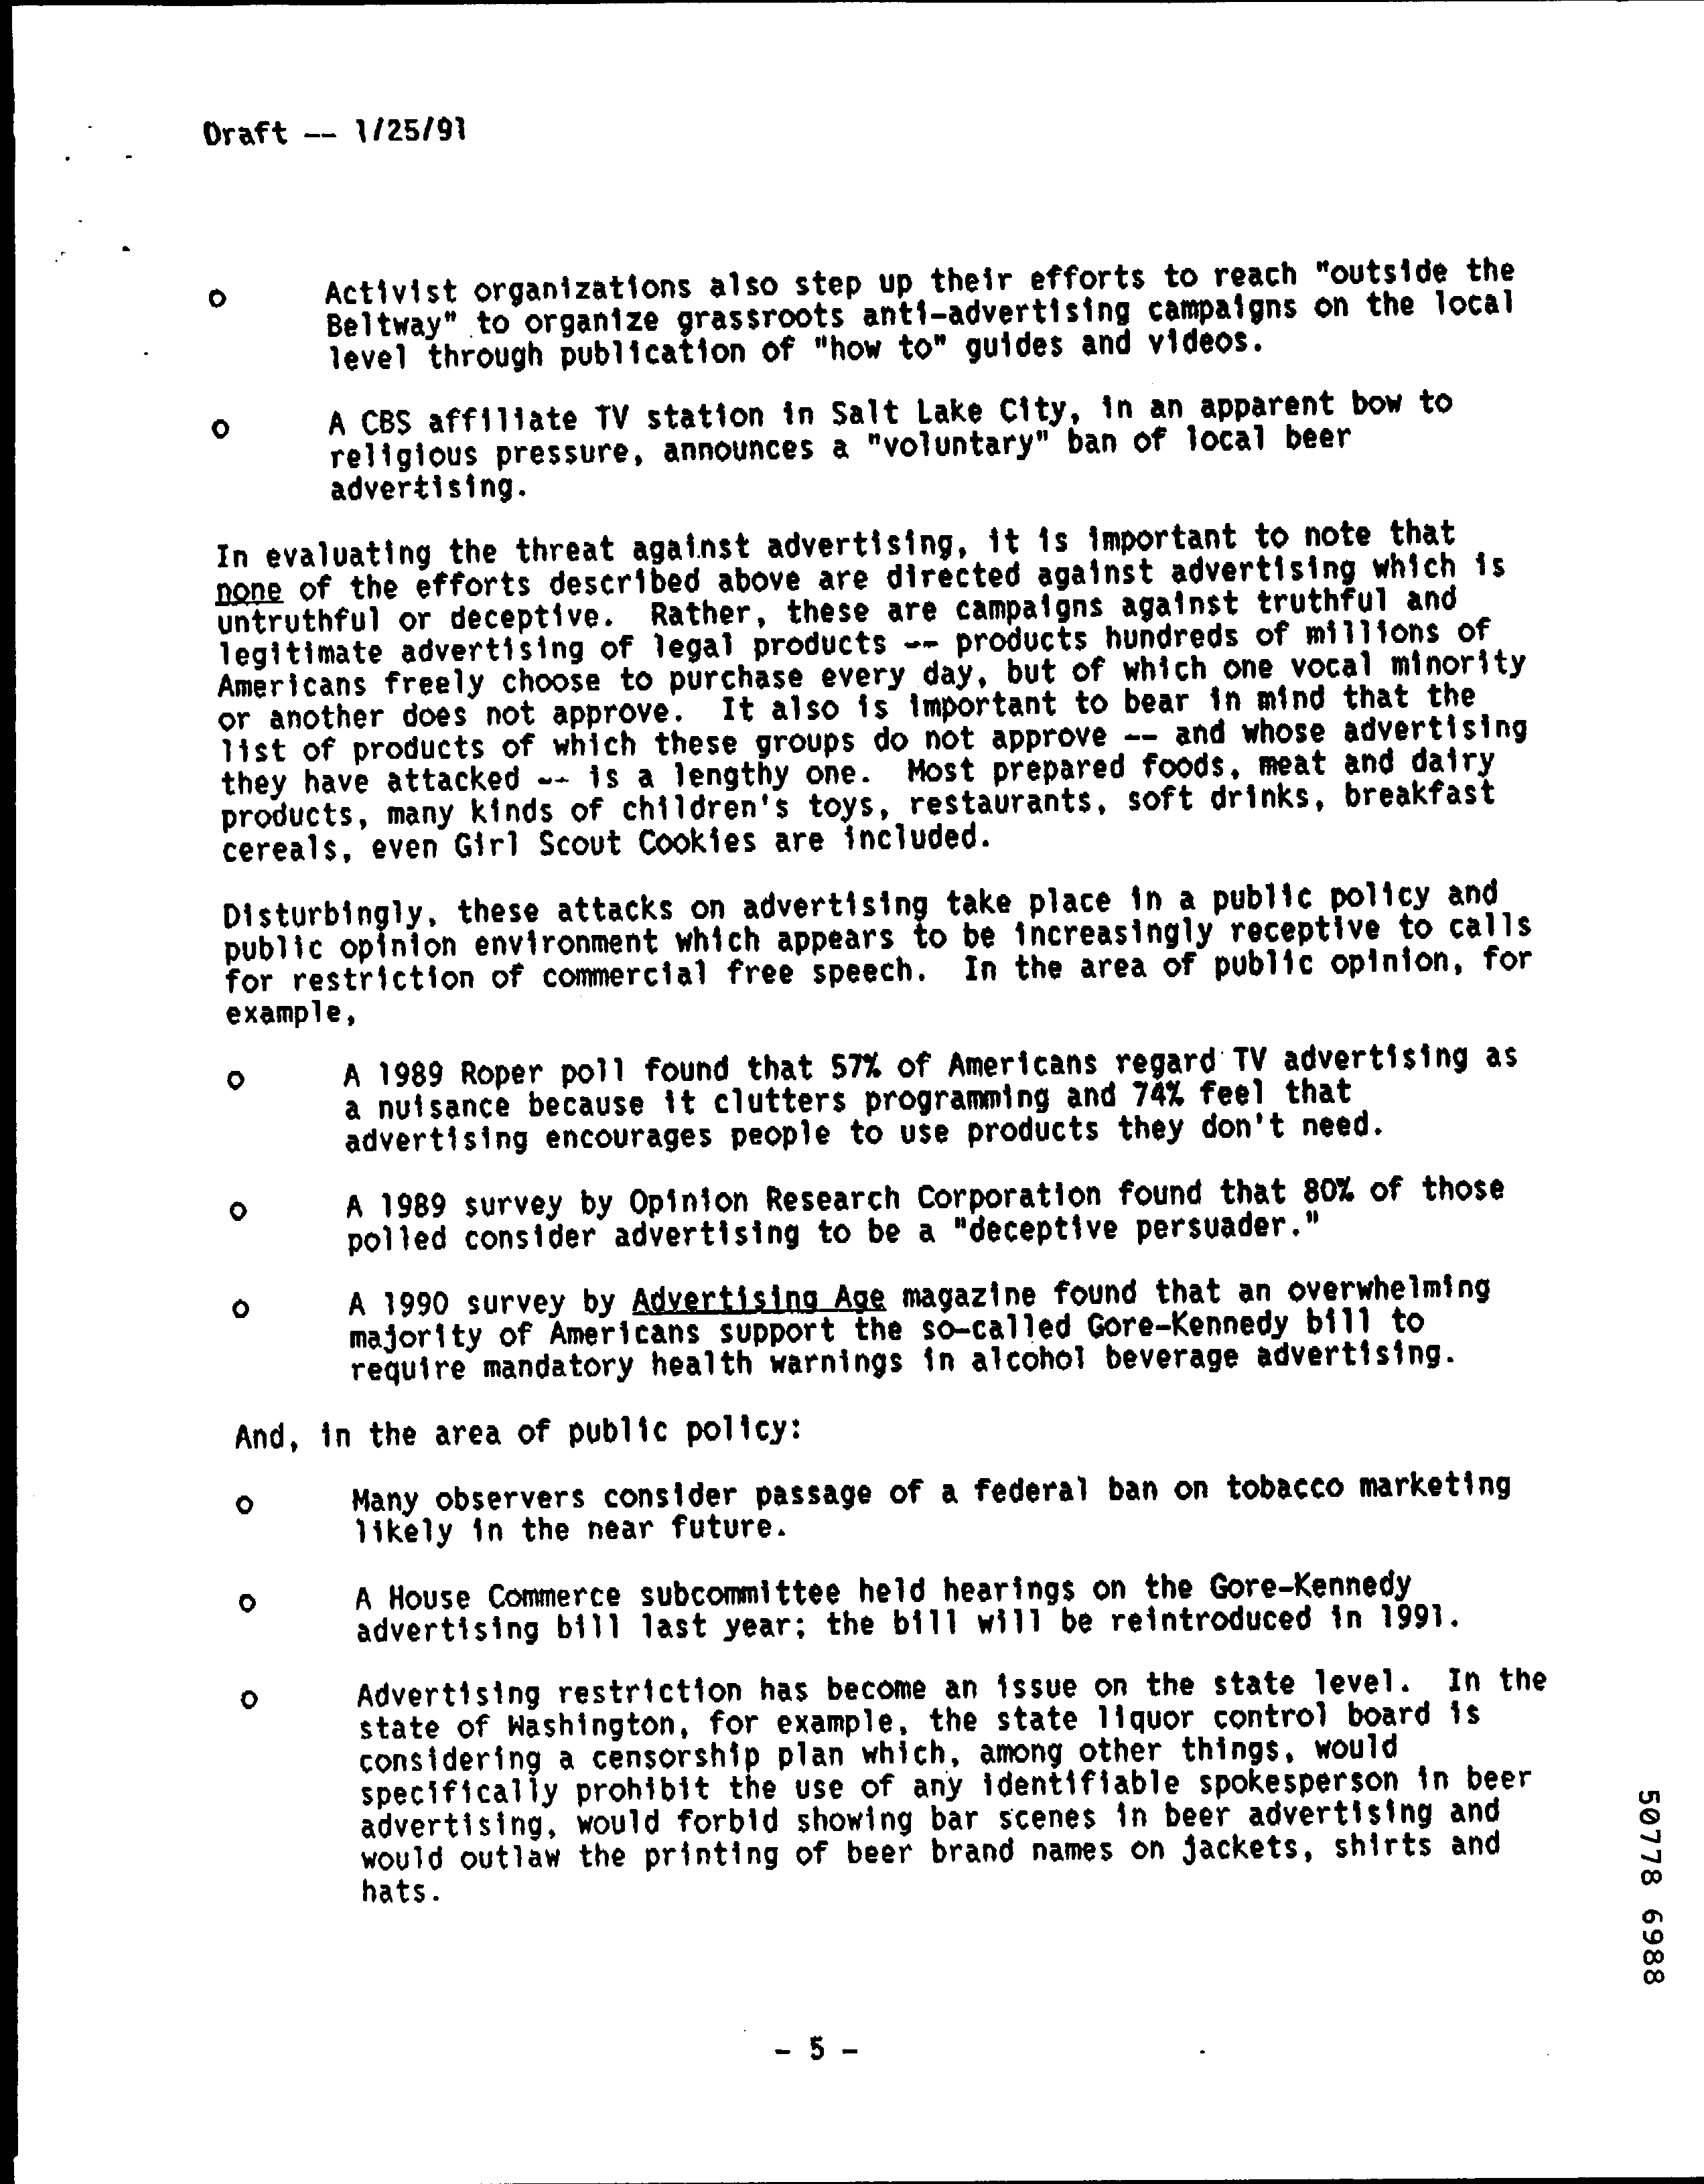 Draft -- 1/25/91
o Activist organizations also step up their efforts to reach "outside the
Beltway" to organize grassroots anti-advertising campaigns on the local
level through publication of "how to" guides and videos.
o A CBS affiliate TV station in Salt Lake City, in an apparent bow to
religious pressure, announces a "voluntary" ban of local beer
advertising.
In evaluating the threat against advertising, it is important to note that
none of the efforts described above are directed against advertising which is
untruthful or deceptive. Rather, these are campaigns against truthful and
legitimate advertising of legal products -- products hundreds of millions of
Americans freely choose to purchase every day, but of which one vocal minority
or another does not approve. It also is important to bear in mind that the
list of products of which these groups do not approve -- and whose advertising
they have attacked -- is a lengthy one. Most prepared foods, meat and dairy
products, many kinds of children's toys, restaurants, soft drinks, breakfast
cereals, even Girl Scout Cookies are included.
Disturbingly, these attacks on advertising take place in a public policy and
public opinion environment which appears to be increasingly receptive to calls
for restriction of commercial free speech. In the area of public opinion, for
example,
o A 1989 Roper poll found that 57% of Americans regard TV advertising as
a nuisance because it clutters programming and 74% feel that
advertising encourages people to use products they don't need.
o A 1989 survey by Opinion Research Corporation found that 80% of those
polled consider advertising to be a "deceptive persuader."
o A 1990 survey by Advertising Age magazine found that an overwhelming
majority of Americans support the so-called Gore-Kennedy bill to
require mandatory health warnings in alcohol beverage advertising.
And, in the area of public policy:
o Many observers consider passage of a federal ban on tobacco marketing
likely in the near future.
o A House Commerce subcommittee held hearings on the Gore-Kennedy
advertising bill last year; the bill will be reintroduced in 1991.
o Advertising restriction has become an issue on the state level. In the
state of Washington, for example, the state liquor control board is
considering a censorship plan which, among other things, would
specifically prohibit the use of any identifiable spokesperson in beer
advertising, would forbid showing bar scenes in beer advertising and
would outlaw the printing of beer brand names on jackets, shirts and
hats.
50778 6988
- 5 -